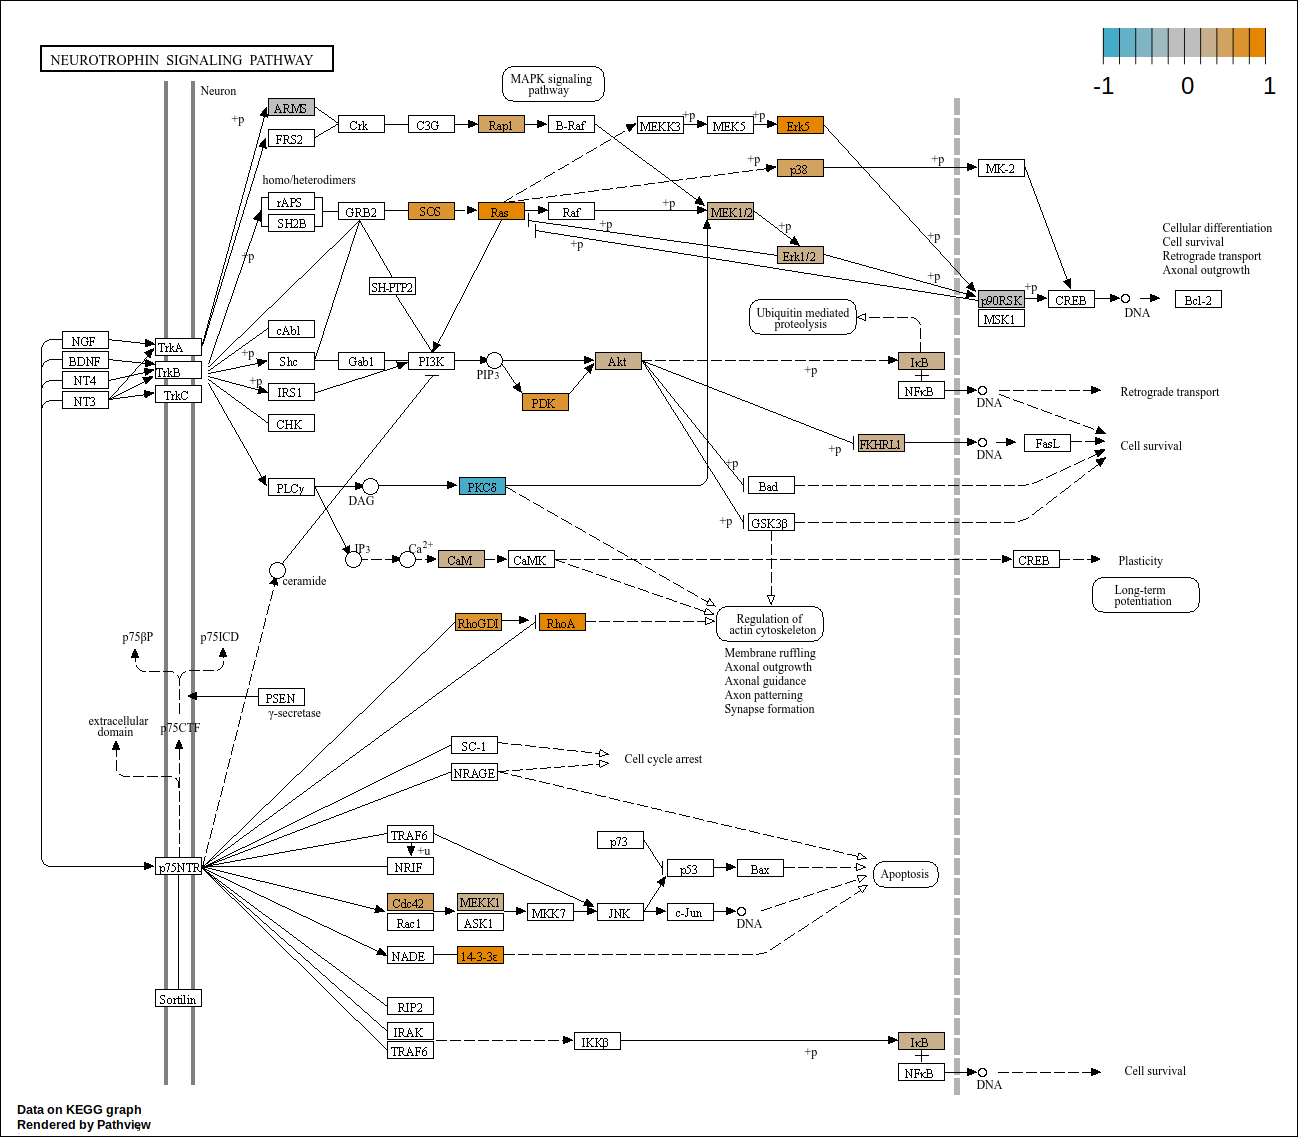 NEUROTROPHIN SIGNALING PATHWAY
-1 0 1
Neuron
MAPK signaling
pathway
ARMS
+p
FRS2
Crk
C3G
Rap1
B-Raf
MEKK3
+p
MEK5
+p
Erk5
homo/heterodimers
+p
p38
+p
MK-2
rAPS
SH2B
GRB2
SOS
Ras
Raf
+p
MEK1/2
+p
+p
+p
+p
Erk1/2
+p
+p
Cellular differentiation
Cell survival
Retrograde transport
Axonal outgrowth
SH-PTP2
p90RSK
MSK1
+p
CREB
DNA
Bcl-2
Ubiquitin mediated
proteolysis
NGF
BDNF
NT4
NT3
TrkA
TrkB
TrkC
cAbl
+p
Shc
+p
IRS1
CHK
Gab1
PI3K
PIP3
Akt
PDK
+p
IκB
NFκB
DNA
Retrograde transport
+p
FKHRL1
DNA
FasL
Cell survival
PLCγ
DAG
PKCδ
+p
Bad
+p
GSK3β
IP3
Ca2+
CaM
CaMK
CREB
Plasticity
ceramide
Long-term
potentiation
RhoGDI
RhoA
Regulation of
actin cytoskeleton
Membrane ruffling
Axonal outgrowth
Axonal guidance
Axon patterning
Synapse formation
p75βP
p75ICD
PSEN
γ-secretase
extracellular
domain
p75CTF
SC-1
NRAGE
Cell cycle arrest
TRAF6
+u
NRIF
p73
p53
Bax
Apoptosis
p75NTR
Cdc42
Rac1
MEKK1
ASK1
MKK7
JNK
c-Jun
DNA
NADE
14-3-3ε
Sortilin
RIP2
IRAK
TRAF6
IKKβ
+p
IκB
NFκB
DNA
Cell survival
Data on KEGG graph
Rendered by Pathview